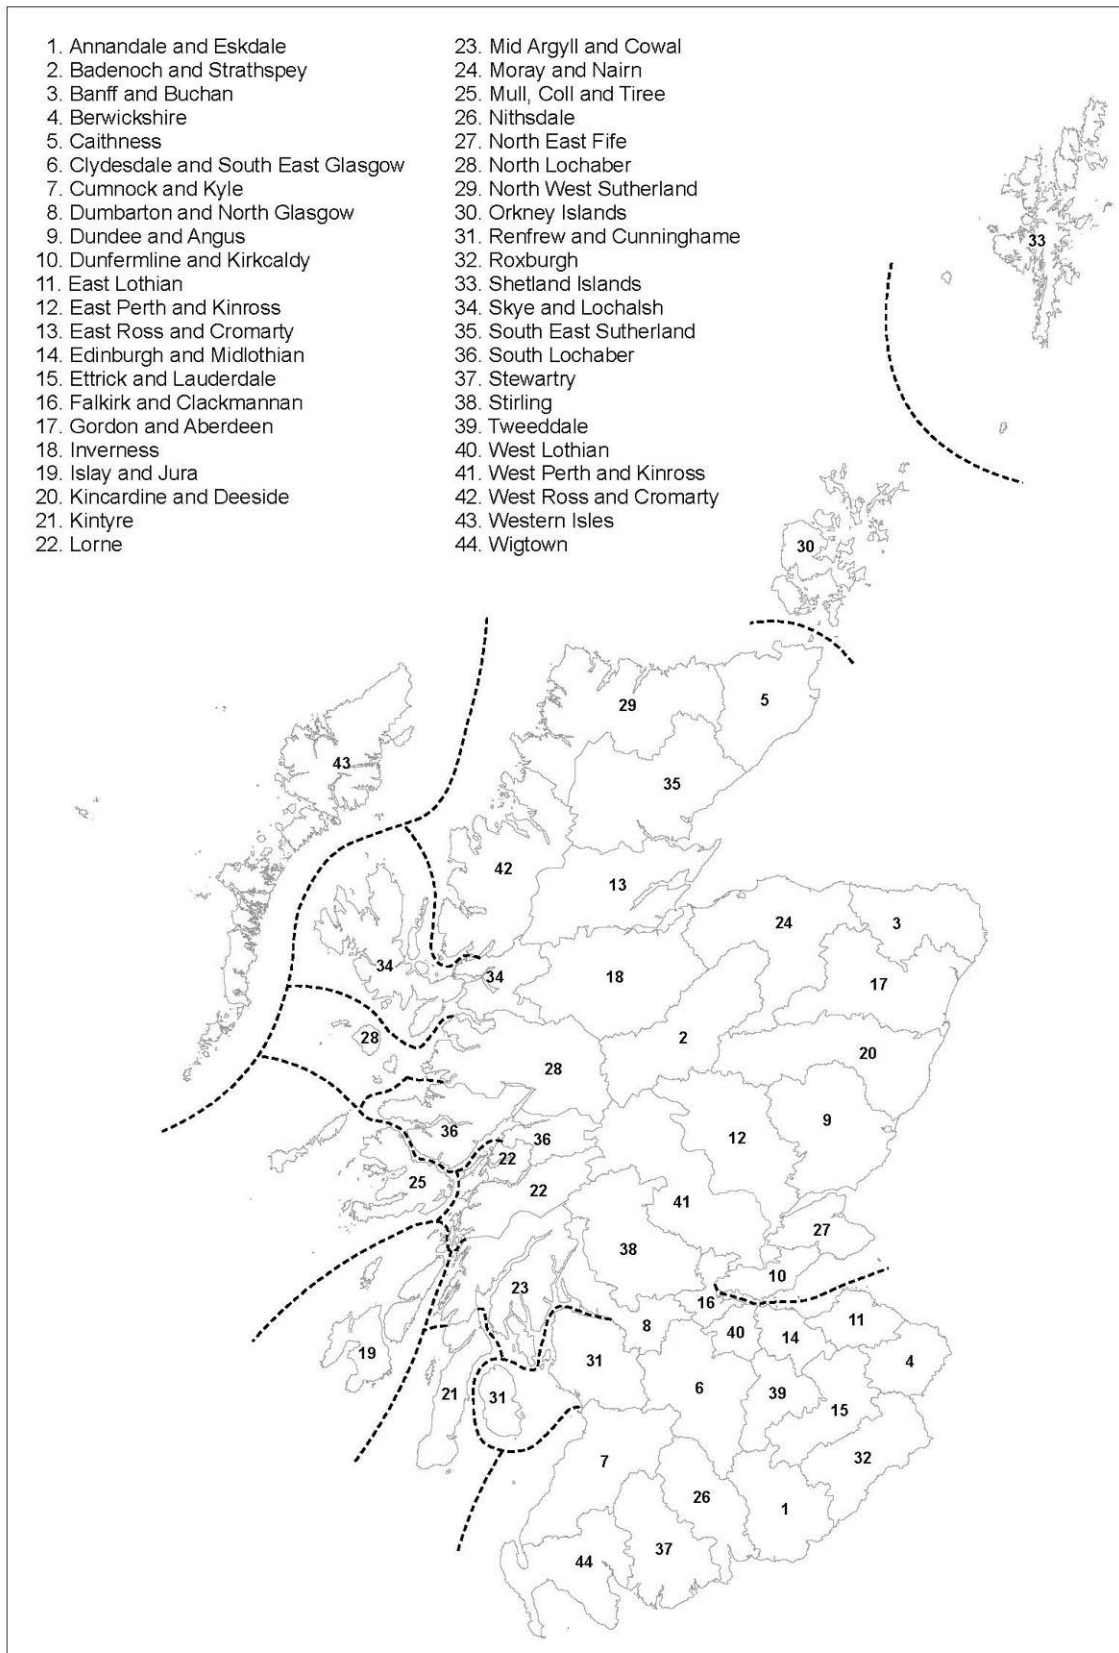 1. Annandale and Eskdale
2. Badenoch and Strathspey
3. Banff and Buchan
4. Berwickshire
5. Caithness
6. Clydesdale and South East Glasgow
7. Cumnock and Kyle
8. Dumbarton and North Glasgow
9. Dundee and Angus
10. Dunfermline and Kirkcaldy
11. East Lothian
12. East Perth and Kinross
13. East Ross and Cromarty
14. Edinburgh and Midlothian
15. Ettrick and Lauderdale
16. Falkirk and Clackmannan
17. Gordon and Aberdeen
18. Inverness
19. Islay and Jura
20. Kincardine and Deeside
21. Kintyre
22. Lorne
23. Mid Argyll and Cowal
24. Moray and Nairn
25. Mull, Coll and Tiree
26. Nithsdale
27. North East Fife
28. North Lochaber
29. North West Sutherland
30. Orkney Islands
31. Renfrew and Cunninghame
32. Roxburgh
33. Shetland Islands
34. Skye and Lochalsh
35. South East Sutherland
36. South Lochaber
37. Stewartry
38. Stirling
39. Tweeddale
40. West Lothian
41. West Perth and Kinross
42. West Ross and Cromarty
43. Western Isles
44. Wigtown
33
30
5
29
43
35
42
13
24
3
34
34
18
17
28
2
20
28
9
36
36
12
22
25
22
41
27
38
10
23
16
11
8
40
14
19
31
4
6
21
31
39
15
32
7
26
1
37
44